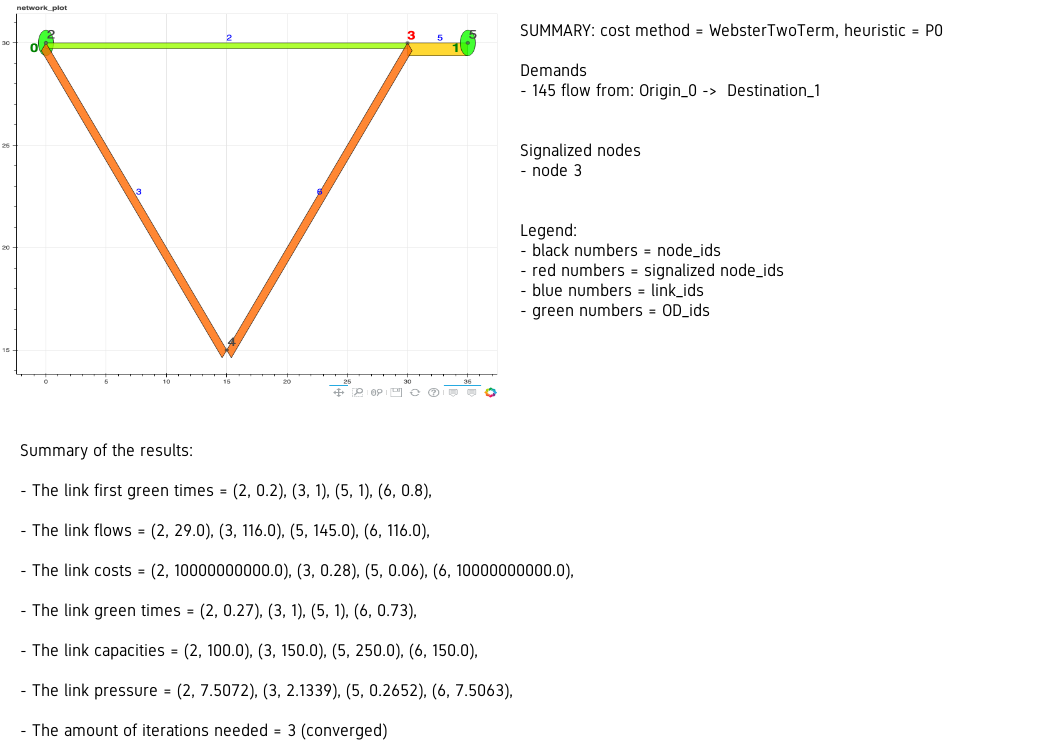 network_plot
SUMMARY: cost method = WebsterTwoTerm, heuristic = P0
Demands
- 145 flow from: Origin_0 -> Destination_1
Signalized nodes
- node 3
Legend:
- black numbers = node_ids
- red numbers = signalized node_ids
- blue numbers = link_ids
- green numbers = OD_ids
30
25
20
15
0
5
10
15
20
25
30
35
0
2
2
3
5
1
5
3
6
4
Summary of the results:
- The link first green times = (2, 0.2), (3, 1), (5, 1), (6, 0.8),
- The link flows = (2, 29.0), (3, 116.0), (5, 145.0), (6, 116.0),
- The link costs = (2, 10000000000.0), (3, 0.28), (5, 0.06), (6, 10000000000.0),
- The link green times = (2, 0.27), (3, 1), (5, 1), (6, 0.73),
- The link capacities = (2, 100.0), (3, 150.0), (5, 250.0), (6, 150.0),
- The link pressure = (2, 7.5072), (3, 2.1339), (5, 0.2652), (6, 7.5063),
- The amount of iterations needed = 3 (converged)